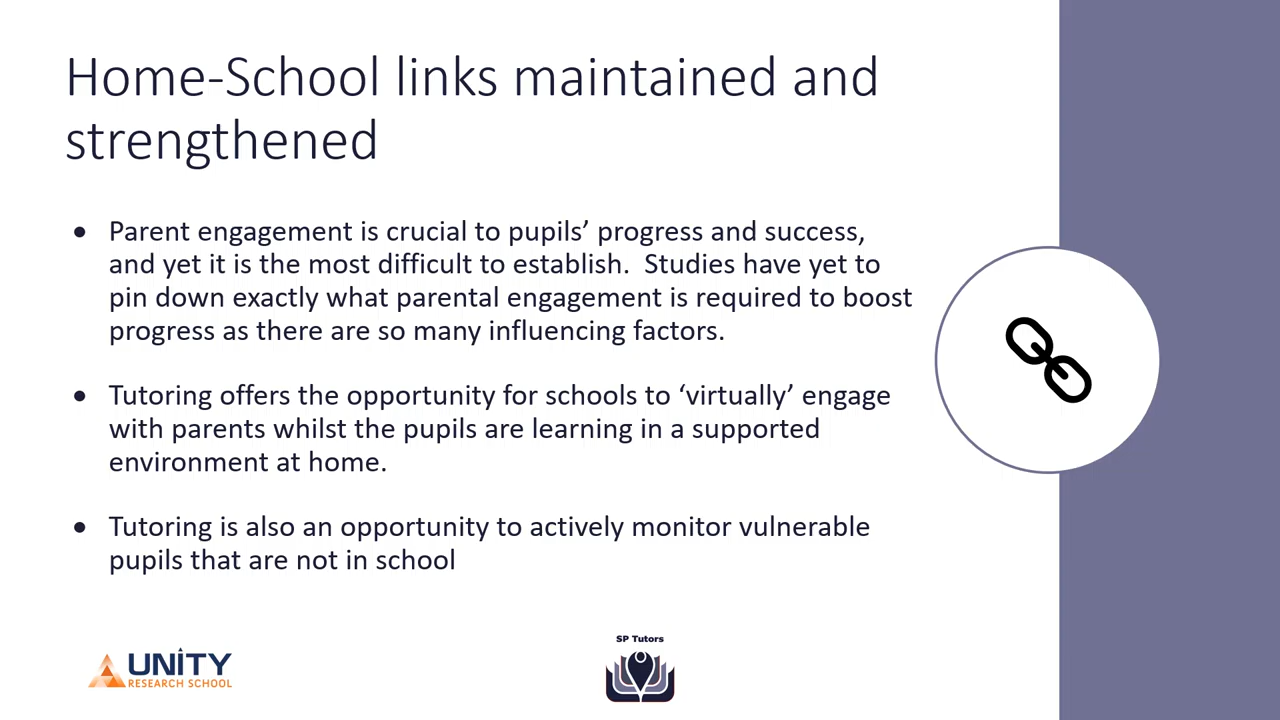 Home-School links maintained and
strengthened
• Parent engagement is crucial to pupils’ progress and success,
and yet it is the most difficult to establish.  Studies have yet to
pin down exactly what parental engagement is required to boost
progress as there are so many influencing factors.
• Tutoring offers the opportunity for schools to ‘virtually’ engage
with parents whilst the pupils are learning in a supported
environment at home.
• Tutoring is also an opportunity to actively monitor vulnerable
pupils that are not in school
UNITY
RESEARCH SCHOOL
SP Tutors